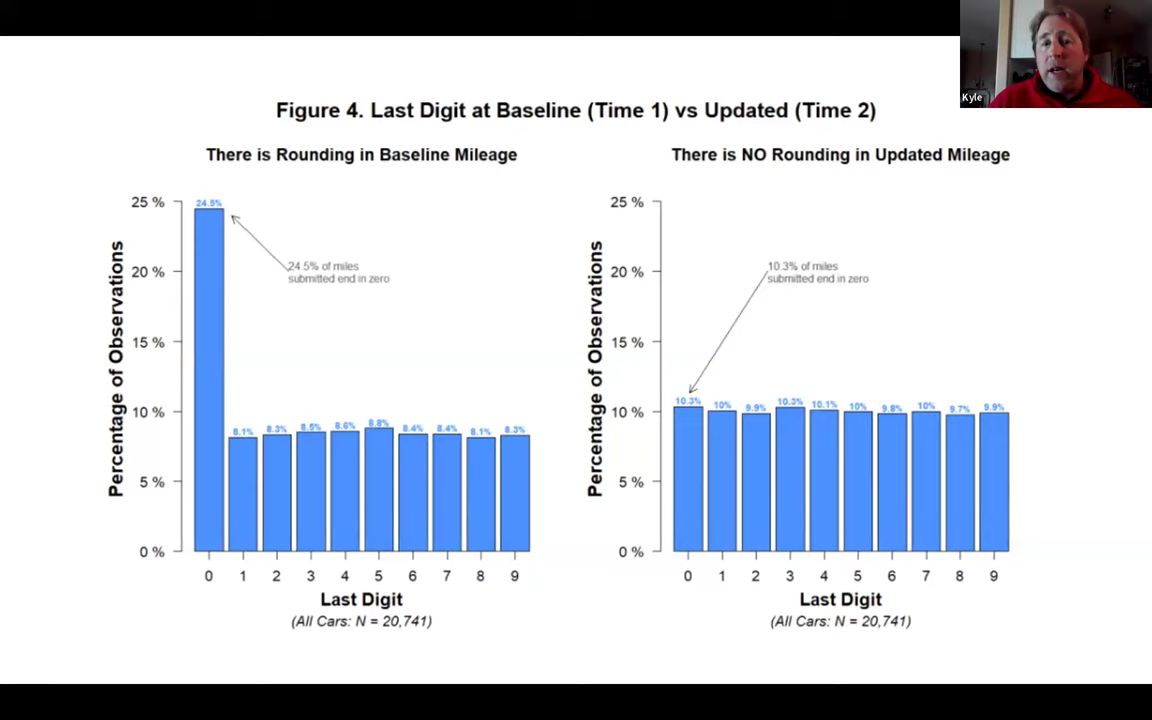 Kyle
Figure 4. Last Digit at Baseline (Time 1) vs Updated (Time 2)
There is Rounding in Baseline Mileage
Percentage of Observations
25 %
20 %
15 %
10 %
5 %
0 %
24.5%
24.5% of miles
submitted end in zero
8.1%
8.3%
8.5%
8.6%
8.8%
8.4%
8.4%
8.1%
8.3%
0 1 2 3 4 5 6 7 8 9
Last Digit
(All Cars: N = 20,741)
There is NO Rounding in Updated Mileage
Percentage of Observations
25 %
20 %
15 %
10 %
5 %
0 %
10.3% of miles
submitted end in zero
10.3%
10%
9.9%
10.3%
10.1%
10%
9.8%
10%
9.7%
9.9%
0 1 2 3 4 5 6 7 8 9
Last Digit
(All Cars: N = 20,741)